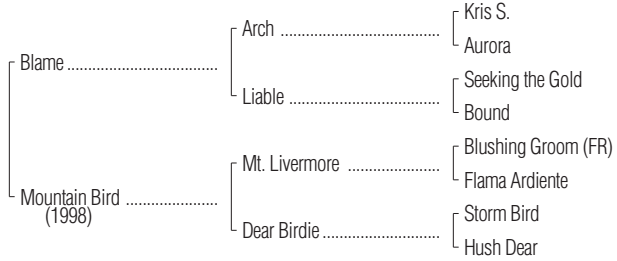 Kris S.
Arch ..........................................
Aurora
Blame ......................................
Seeking the Gold
Liable .......................................
Bound
Blushing Groom (FR)
Mt. Livermore .......................
Flama Ardiente
Mountain Bird .......................
(1998)
Storm Bird
Dear Birdie ..............................
Hush Dear